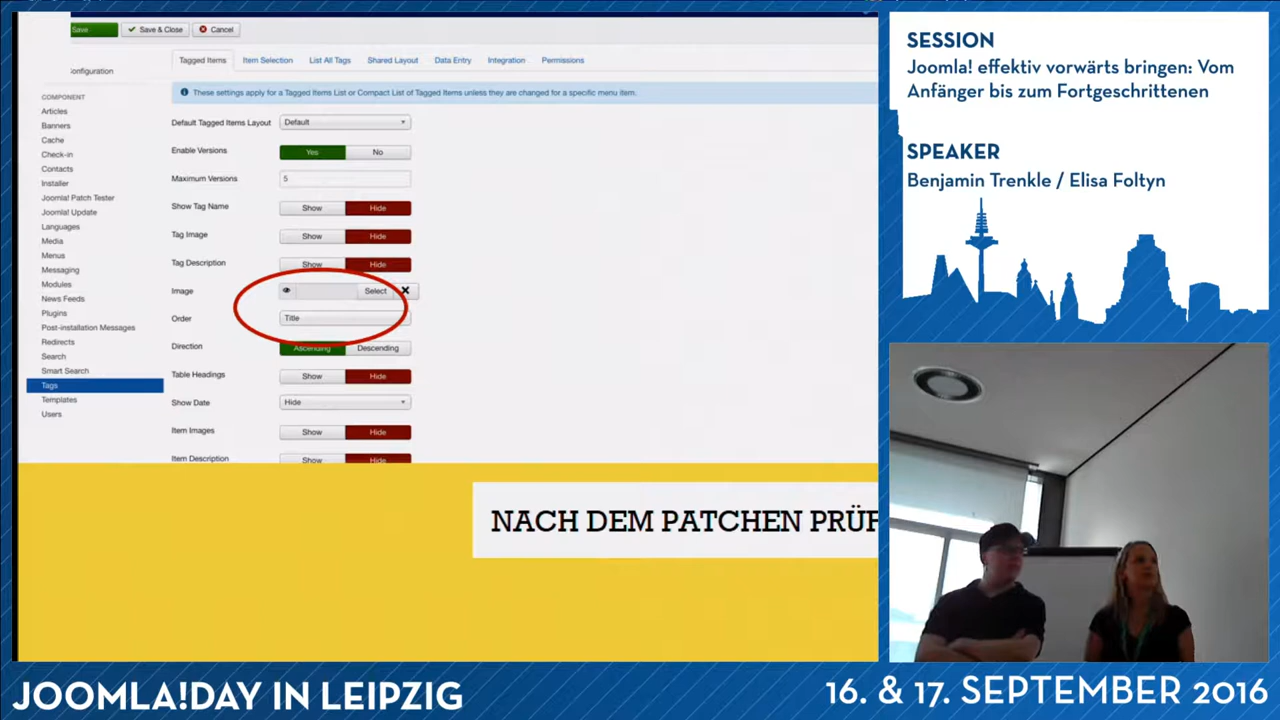 Save
Save & Close
Cancel
Configuration
COMPONENT
Articles
Banners
Cache
Check-in
Contacts
Installer
Joomla! Patch Tester
Joomla! Update
Languages
Media
Menus
Messaging
Modules
News Feeds
Plugins
Post-installation Messages
Redirects
Search
Smart Search
Tags
Templates
Users
Tagged Items
Item Selection
List All Tags
Shared Layout
Data Entry
Integration
Permissions
These settings apply for a Tagged Items List or Compact List of Tagged Items unless they are changed for a specific menu item.
Default Tagged Items Layout Default
Enable Versions Yes No
Maximum Versions 5
Show Tag Name Show Hide
Tag Image Show Hide
Tag Description Show Hide
Image Select
Order Title
Direction Ascending Descending
Table Headings Show Hide
Show Date Hide
Item Images Show Hide
Item Description Show Hide
NACH DEM PATCHEN PRÜF
SESSION
Joomla! effektiv vorwärts bringen: Vom
Anfänger bis zum Fortgeschrittenen
SPEAKER
Benjamin Trenkle / Elisa Foltyn
JOOMLA!DAY IN LEIPZIG
16. & 17. SEPTEMBER 2016